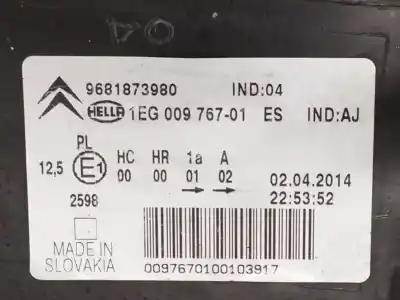 9681873980 IND:04
HELLA 1EG 009 767-01 ES IND:AJ
PL
12,5 E1 HC HR 1a A
00 00 01 02
2598
02.04.2014
22:53:52
MADE IN
SLOVAKIA
0097670100103917